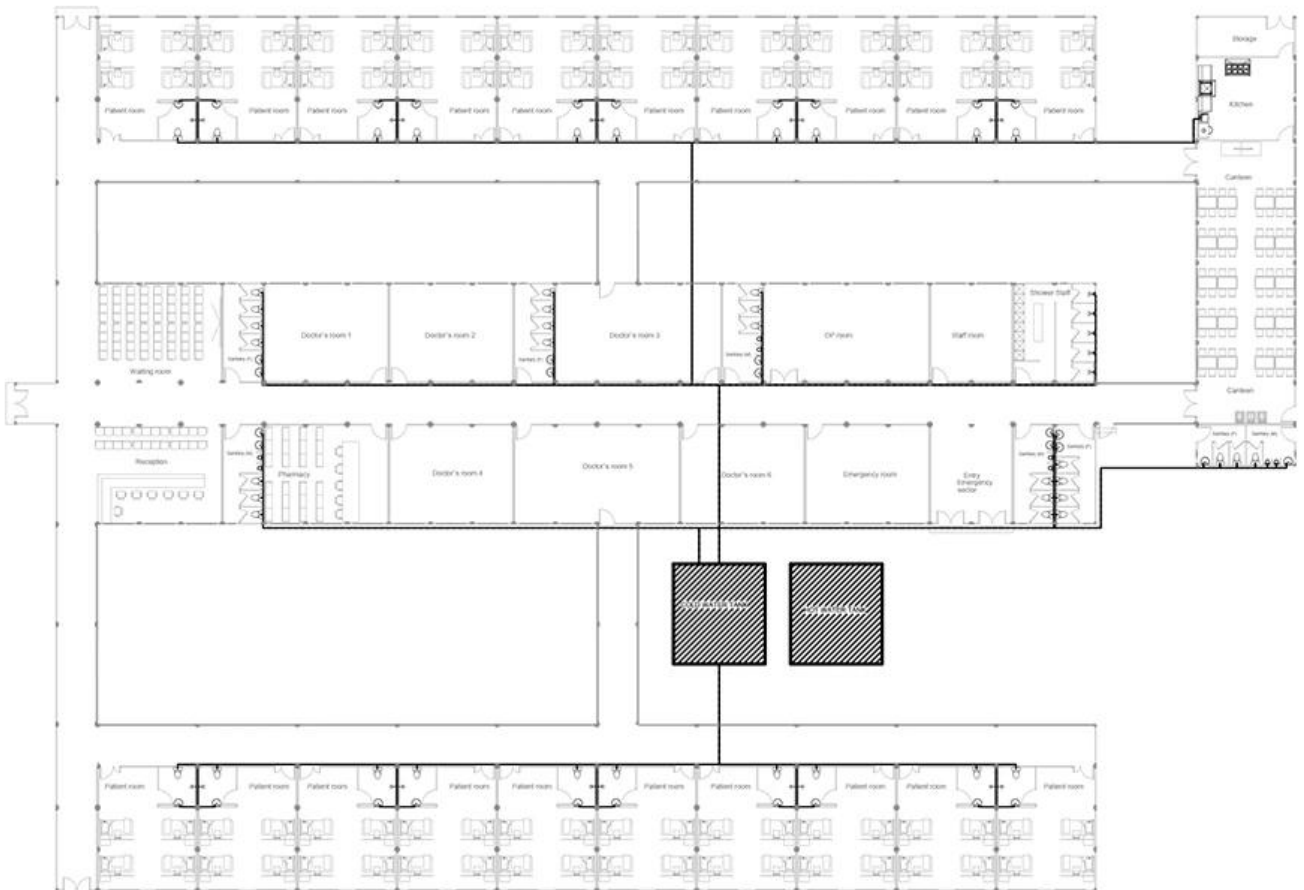 Storage
Kitchen
Patient room
Patient room
Patient room
Patient room
Patient room
Patient room
Patient room
Patient room
Patient room
Patient room
Canteen
Shower Staff
Doctor's room 1
Doctor's room 2
Doctor's room 3
OP room
Staff room
Waiting room
Canteen
Reception
Pharmacy
Doctor's room 4
Doctor's room 5
Doctor's room 6
Emergency room
Entry
Emergency
sector
COLD WATER TANK
HOT WATER TANK
Patient room
Patient room
Patient room
Patient room
Patient room
Patient room
Patient room
Patient room
Patient room
Patient room